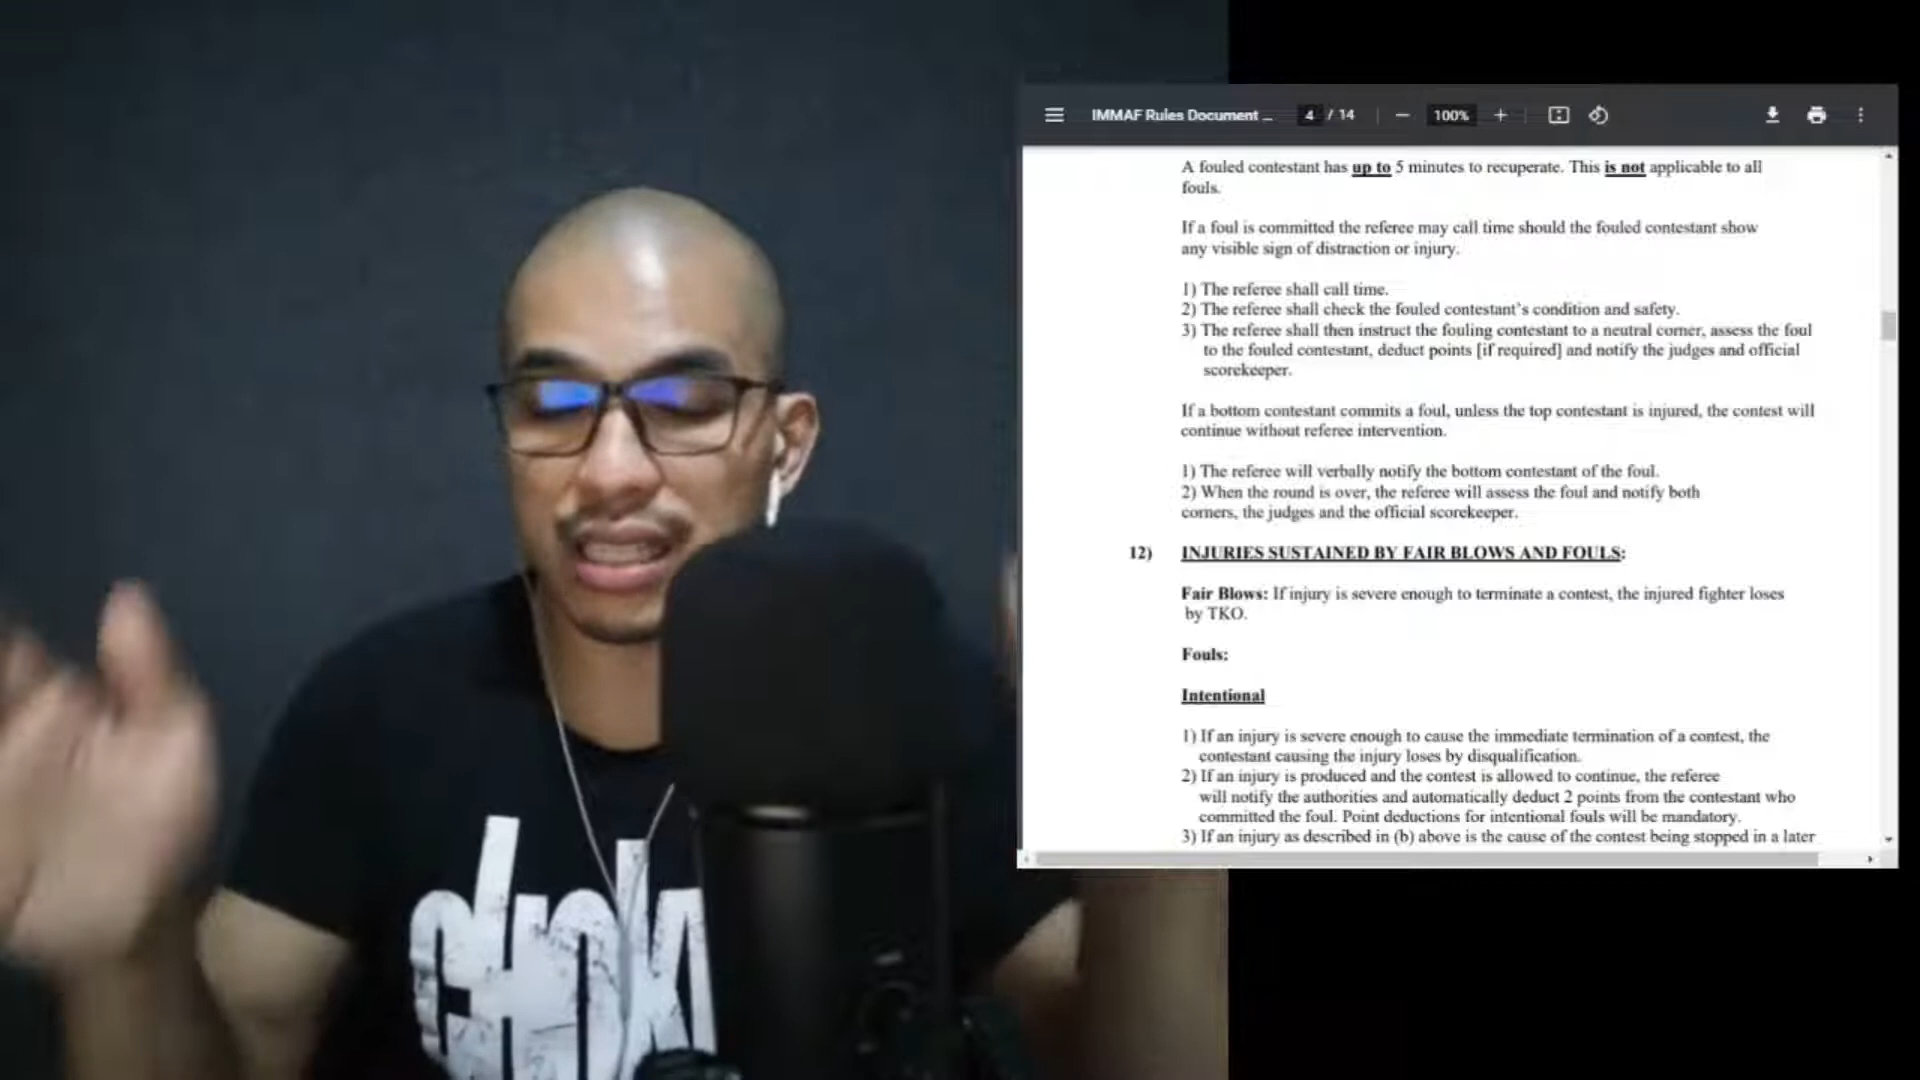 IMMAF Rules Document ...
4 / 14
100%
A fouled contestant has up to 5 minutes to recuperate. This is not applicable to all
fouls.
If a foul is committed the referee may call time should the fouled contestant show
any visible sign of distraction or injury.
1) The referee shall call time.
2) The referee shall check the fouled contestant's condition and safety.
3) The referee shall then instruct the fouling contestant to a neutral corner, assess the foul
to the fouled contestant, deduct points [if required] and notify the judges and official
scorekeeper.
If a bottom contestant commits a foul, unless the top contestant is injured, the contest will
continue without referee intervention.
1) The referee will verbally notify the bottom contestant of the foul.
2) When the round is over, the referee will assess the foul and notify both
corners, the judges and the official scorekeeper.
12) INJURIES SUSTAINED BY FAIR BLOWS AND FOULS:
Fair Blows: If injury is severe enough to terminate a contest, the injured fighter loses
by TKO.
Fouls:
Intentional
1) If an injury is severe enough to cause the immediate termination of a contest, the
contestant causing the injury loses by disqualification.
2) If an injury is produced and the contest is allowed to continue, the referee
will notify the authorities and automatically deduct 2 points from the contestant who
committed the foul. Point deductions for intentional fouls will be mandatory.
3) If an injury as described in (b) above is the cause of the contest being stopped in a later